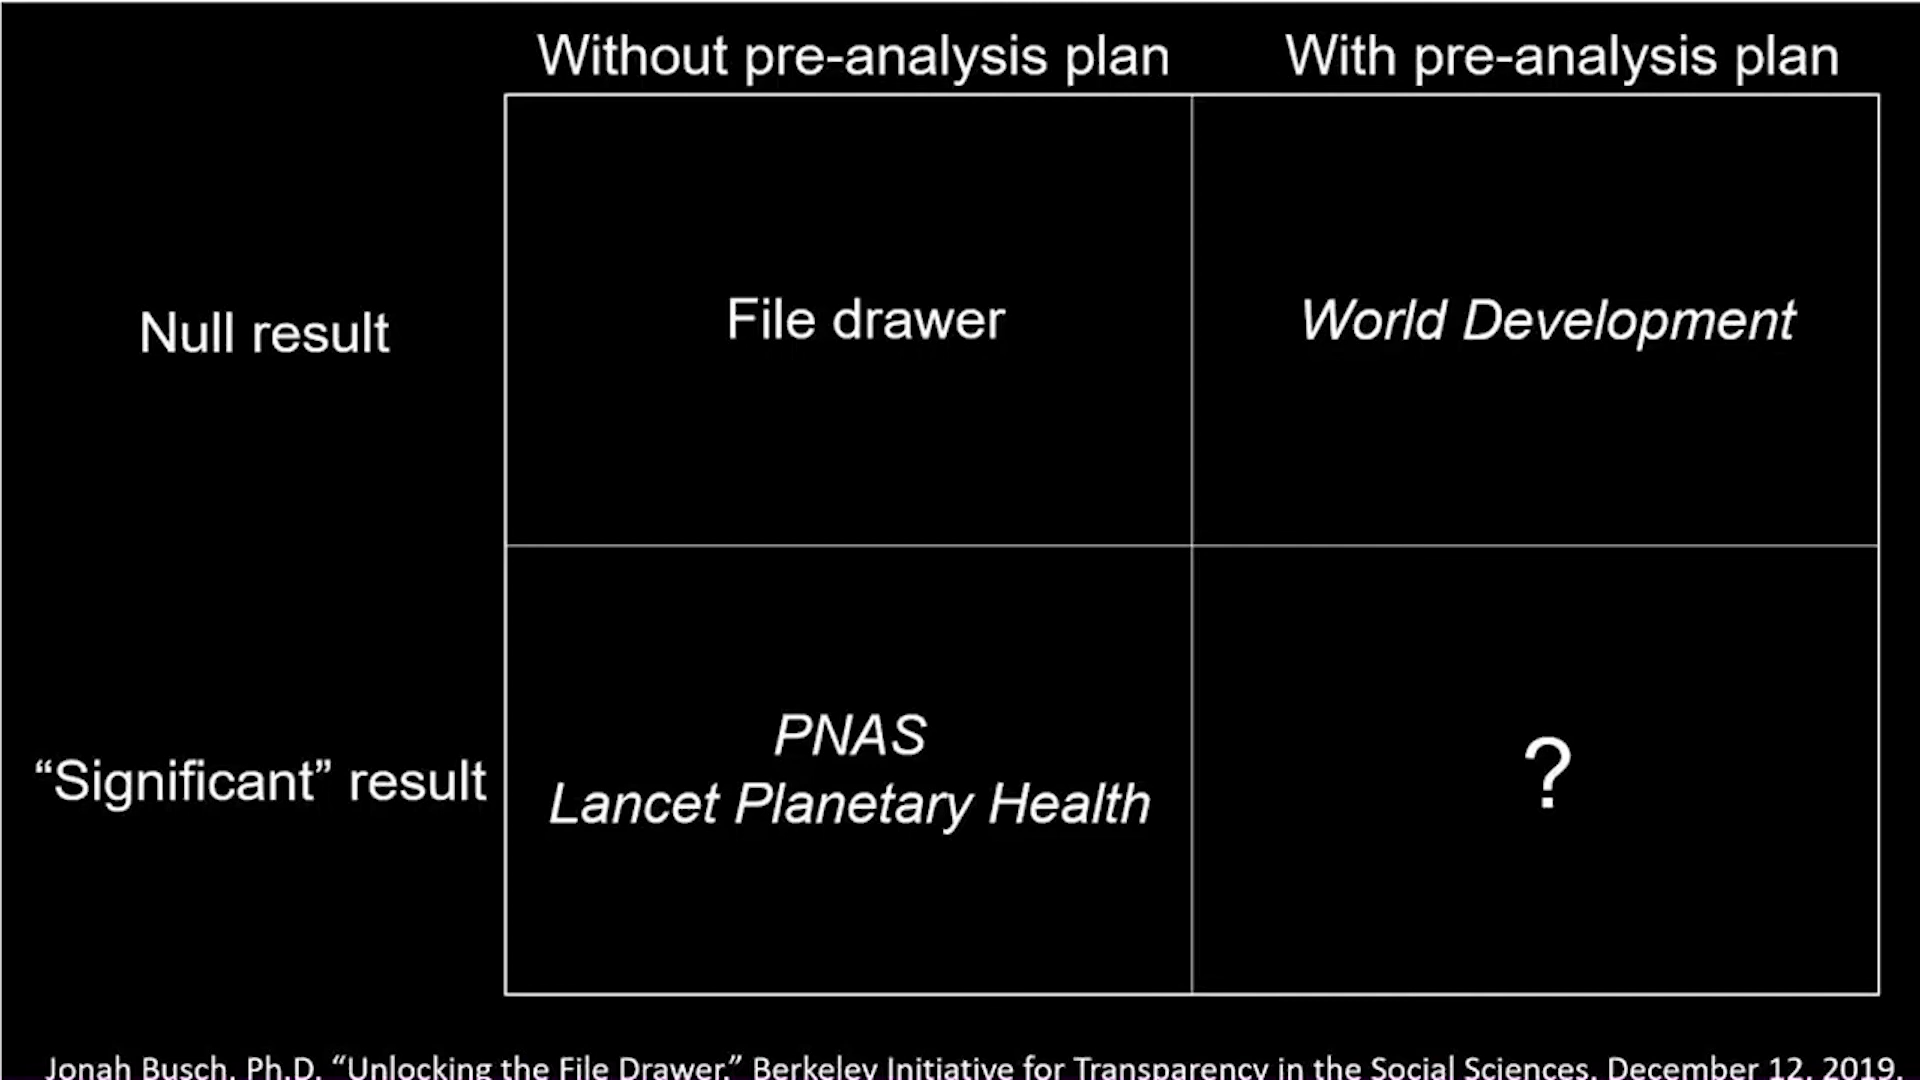 Without pre-analysis plan With pre-analysis plan
Null result File drawer World Development
PNAS
“Significant” result Lancet Planetary Health ?
Jonah Busch, Ph.D. “Unlocking the File Drawer.” Berkeley Initiative for Transparency in the Social Sciences. December 12, 2019.